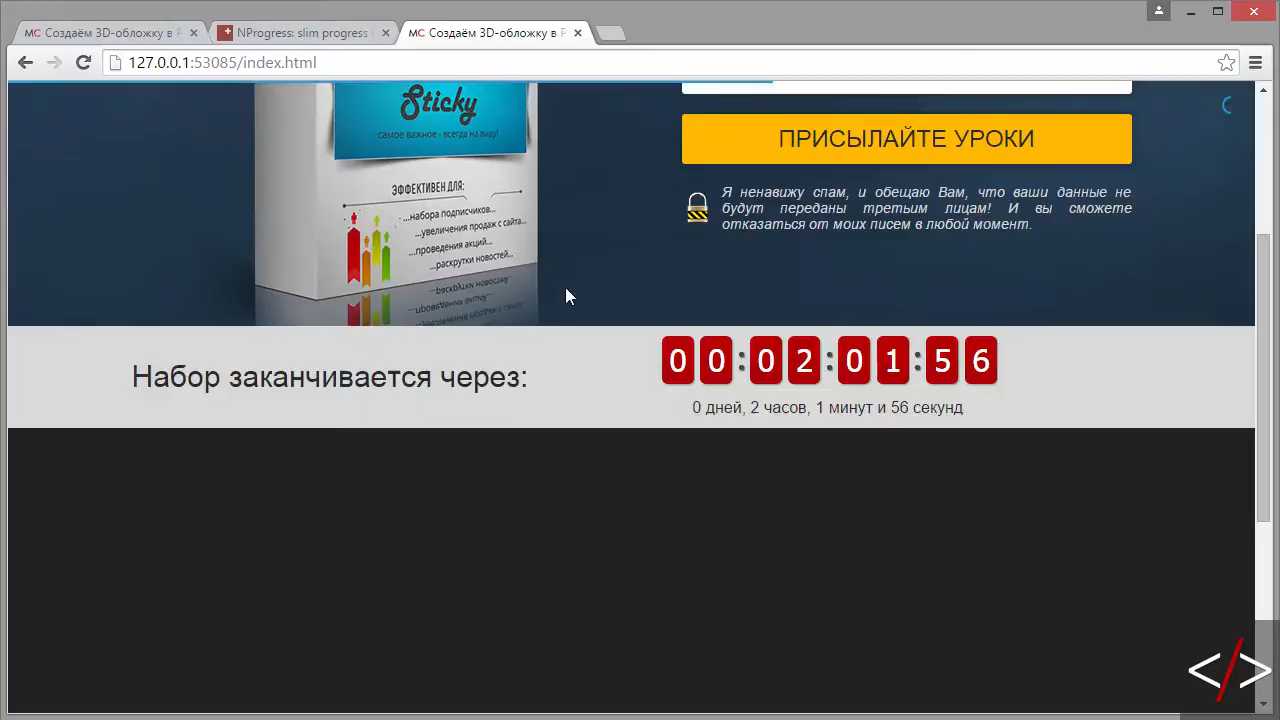 МС Создаём 3D-обложку в P
NProgress: slim progress
МС Создаём 3D-обложку в P
127.0.0.1:53085/index.html
Sticky
самое важное - всегда на виду!
ЭФФЕКТИВЕН ДЛЯ:
...набора подписчиков...
...увеличения продаж с сайта...
...проведения акций...
...раскрутки новостей...
ПРИСЫЛАЙТЕ УРОКИ
Я ненавижу спам, и обещаю Вам, что ваши данные не
будут переданы третьим лицам! И вы сможете
отказаться от моих писем в любой момент.
Набор заканчивается через:
00:02:01:56
0 дней, 2 часов, 1 минут и 56 секунд
</>